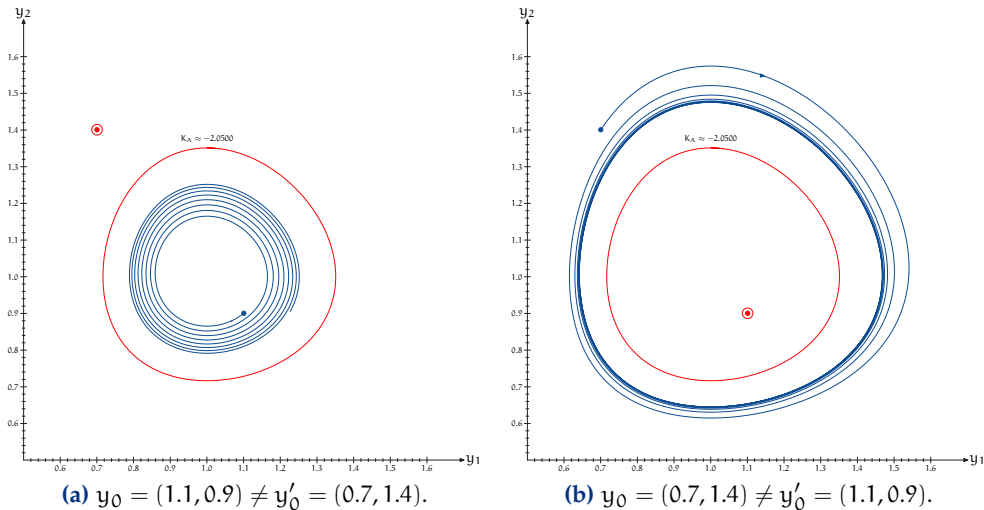 y₂
1.6
1.5
1.4
1.3
1.2
1.1
1.0
0.9
0.8
0.7
0.6
K_A ≈ −2.0500
0.6 0.7 0.8 0.9 1.0 1.1 1.2 1.3 1.4 1.5 1.6
y₁
(a) y₀ = (1.1, 0.9) ≠ y′₀ = (0.7, 1.4).
y₂
1.6
1.5
1.4
1.3
1.2
1.1
1.0
0.9
0.8
0.7
0.6
K_A ≈ −2.0500
0.6 0.7 0.8 0.9 1.0 1.1 1.2 1.3 1.4 1.5 1.6
y₁
(b) y₀ = (0.7, 1.4) ≠ y′₀ = (1.1, 0.9).